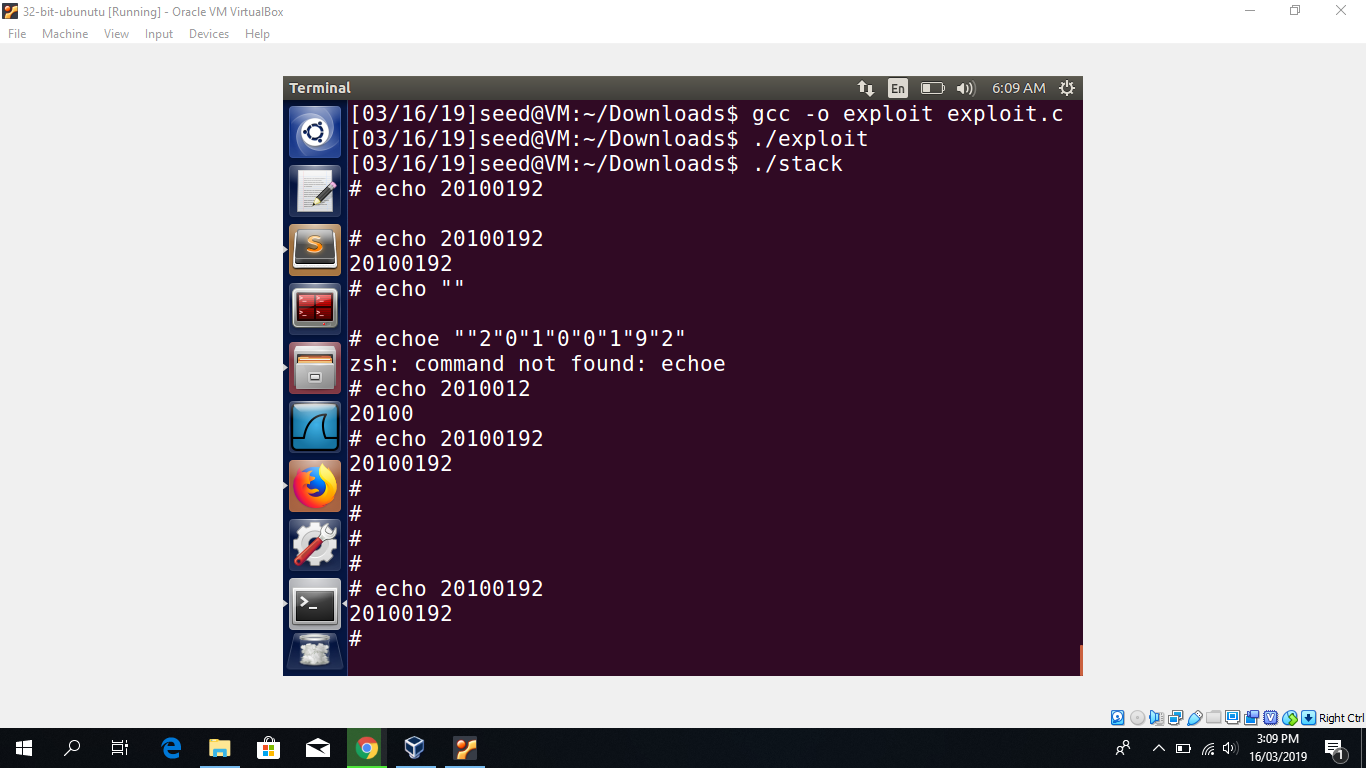 32-bit-ubunutu [Running] - Oracle VM VirtualBox
File Machine View Input Devices Help
Terminal En 6:09 AM
[03/16/19]seed@VM:~/Downloads$ gcc -o exploit exploit.c
[03/16/19]seed@VM:~/Downloads$ ./exploit
[03/16/19]seed@VM:~/Downloads$ ./stack
# echo 20100192
# echo 20100192
20100192
# echo ""
# echoe ""2"0"1"0"0"1"9"2"
zsh: command not found: echoe
# echo 2010012
20100
# echo 20100192
20100192
#
#
#
#
# echo 20100192
20100192
#
Right Ctrl
3:09 PM
16/03/2019
1